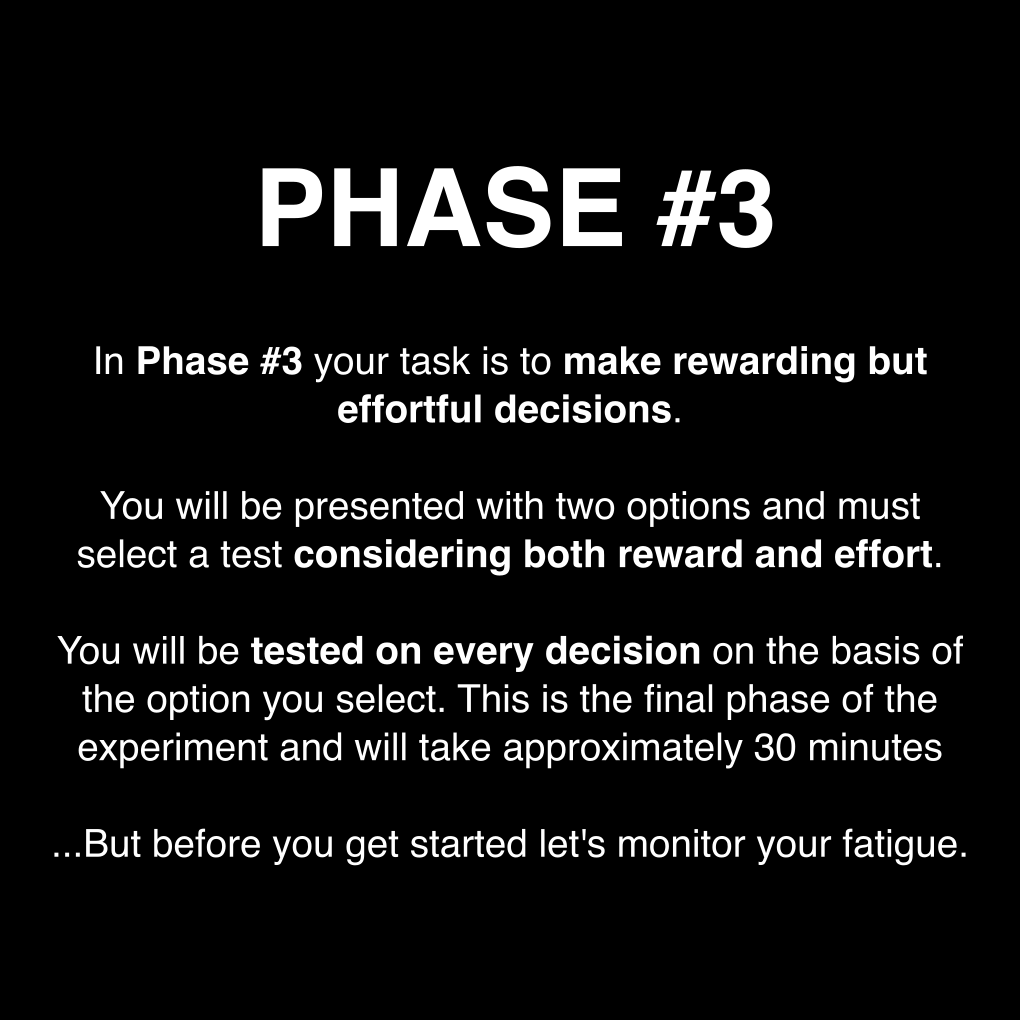 PHASE #3
In Phase #3 your task is to make rewarding but
effortful decisions.
You will be presented with two options and must
select a test considering both reward and effort.
You will be tested on every decision on the basis of
the option you select. This is the final phase of the
experiment and will take approximately 30 minutes
...But before you get started let's monitor your fatigue.